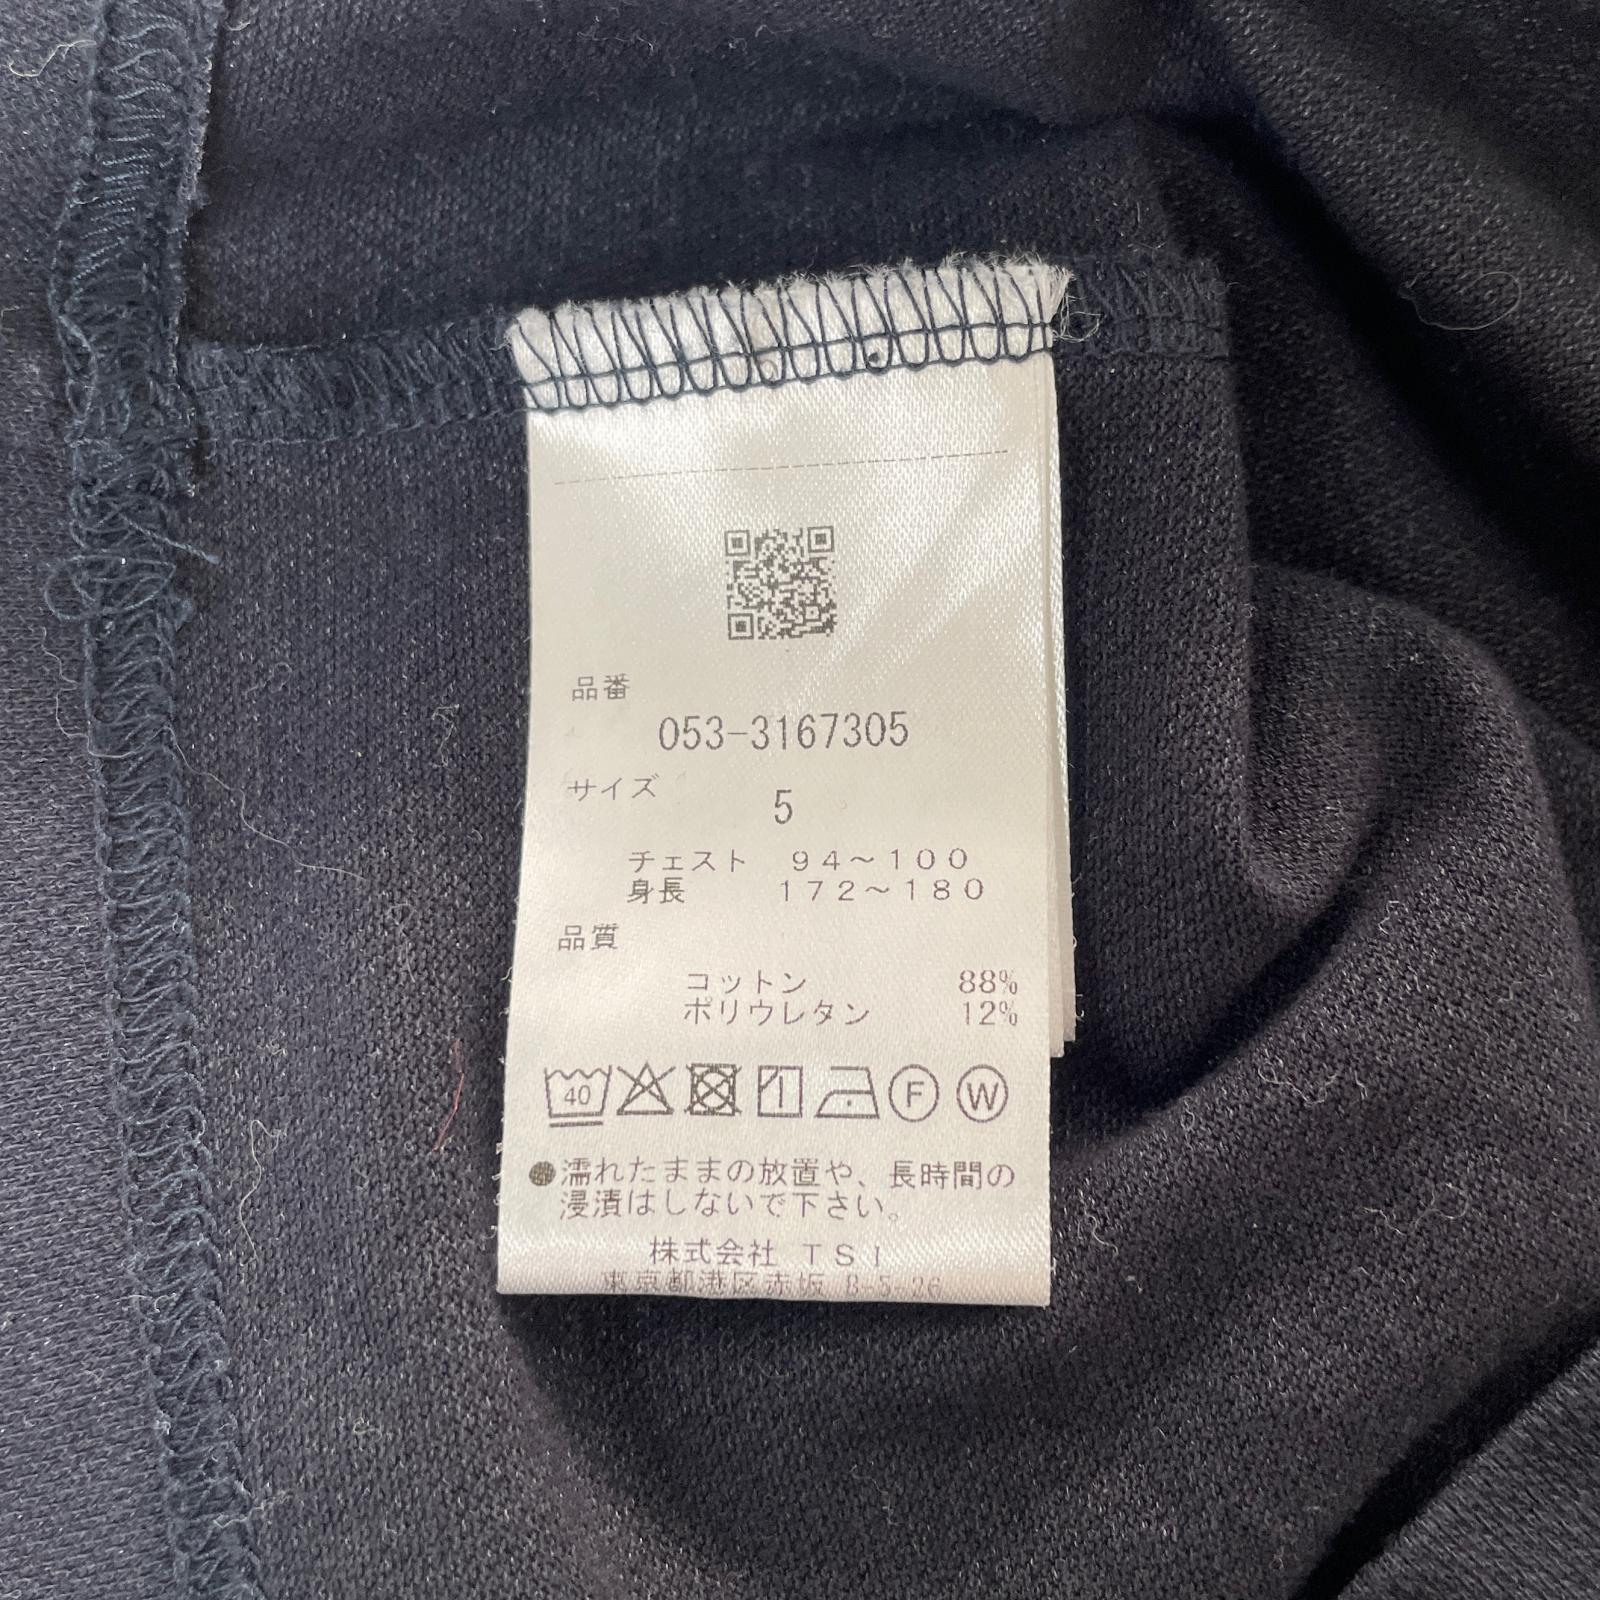 品番
053-3167305
サイズ
5
チェスト 94～100
身長 172～180
品質
コットン 88%
ポリウレタン 12%
40 F W
●濡れたままの放置や、長時間の
浸漬はしないで下さい。
株式会社 TSI
東京都港区赤坂 8-5-26